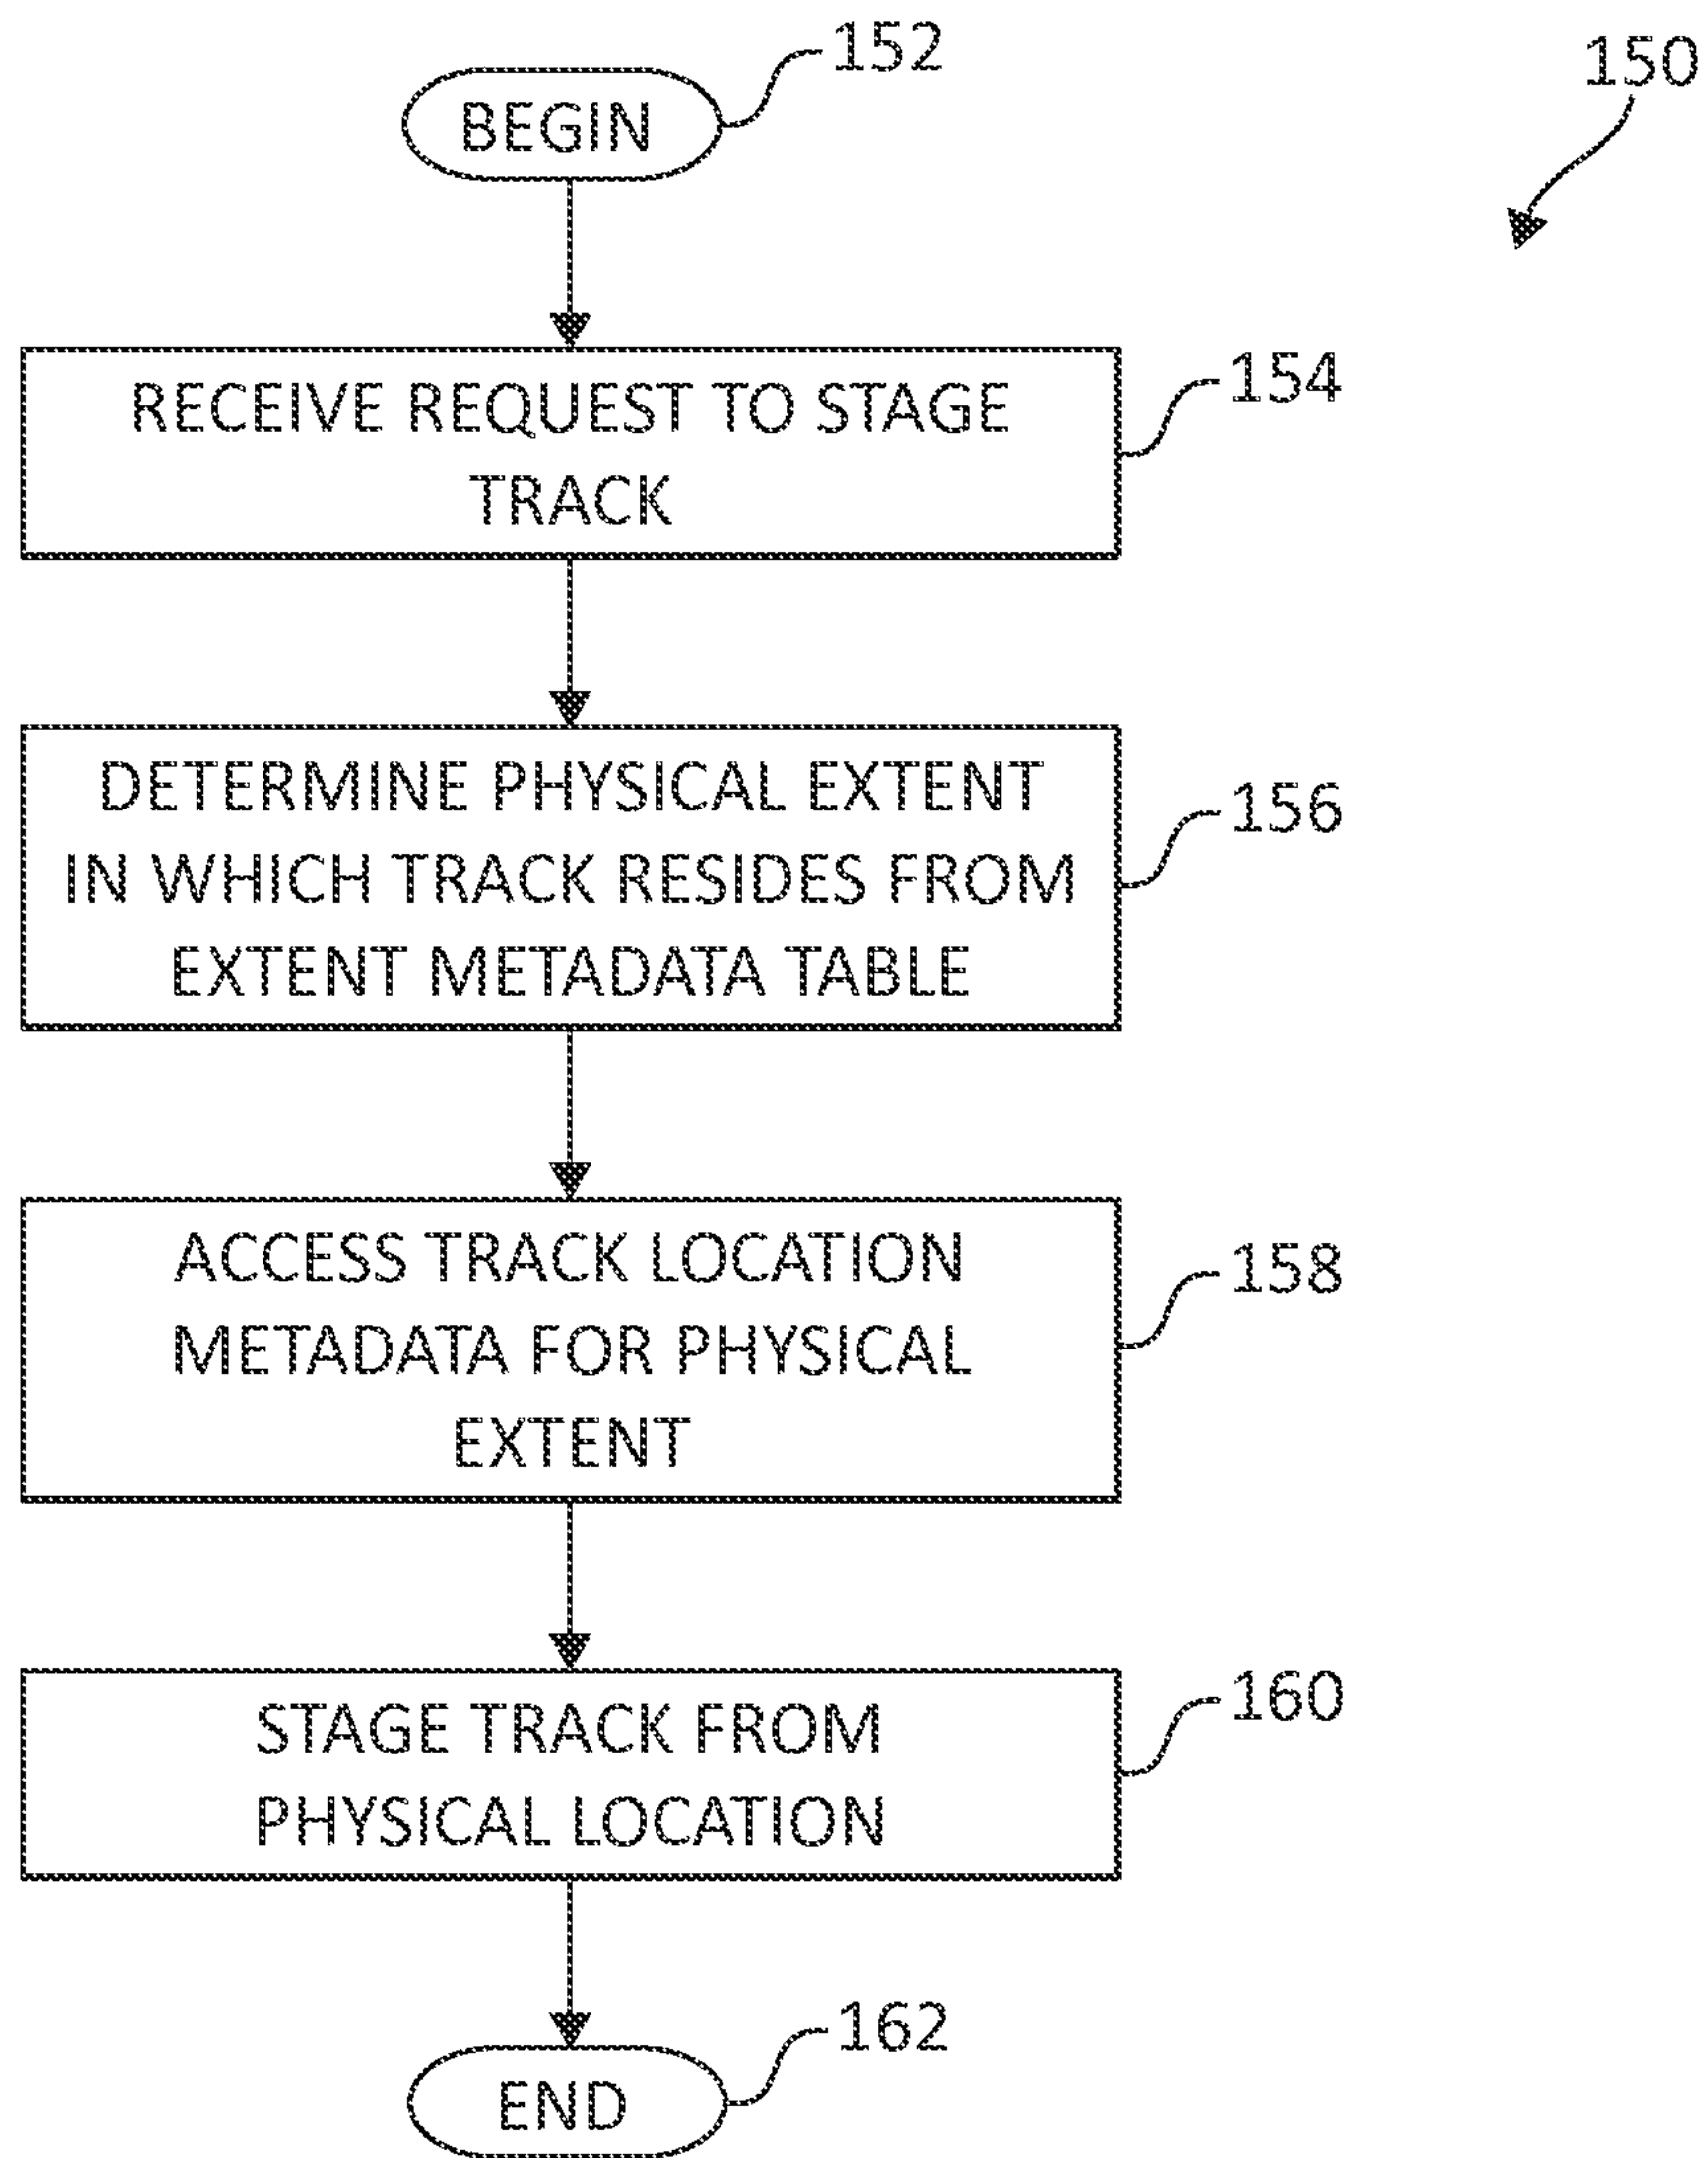 152
150
BEGIN
154
RECEIVE REQUEST TO STAGE
TRACK
156
DETERMINE PHYSICAL EXTENT
IN WHICH TRACK RESIDES FROM
EXTENT METADATA TABLE
158
ACCESS TRACK LOCATION
METADATA FOR PHYSICAL
EXTENT
160
STAGE TRACK FROM
PHYSICAL LOCATION
162
END